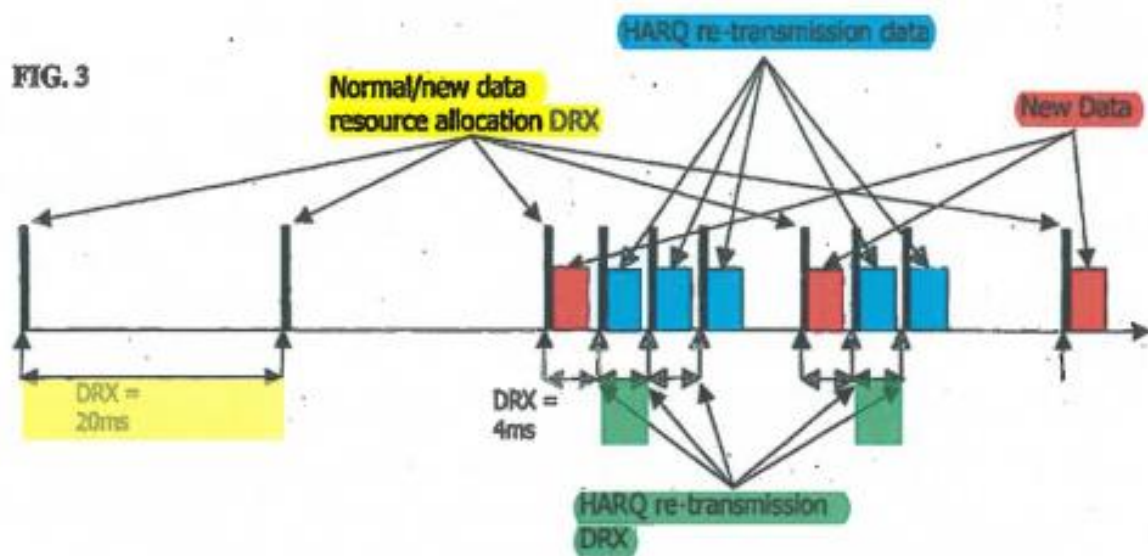 HARQ re-transmission data
FIG. 3
Normal/new data
resource allocation DRX
New Data
DRX =
20ms
DRX =
4ms
HARQ re-transmission
DRX